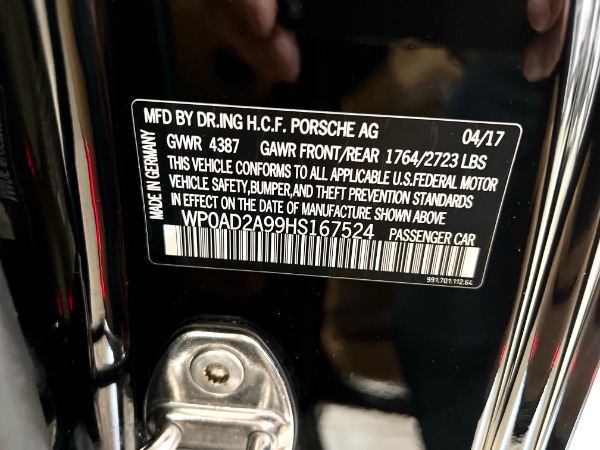 MFD BY DR.ING H.C.F. PORSCHE AG 04/17
MADE IN GERMANY
GVWR 4387 GAWR FRONT/REAR 1764/2723 LBS
THIS VEHICLE CONFORMS TO ALL APPLICABLE U.S.FEDERAL MOTOR
VEHICLE SAFETY,BUMPER,AND THEFT PREVENTION STANDARDS
IN EFFECT ON THE DATE OF MANUFACTURE SHOWN ABOVE
WP0AD2A99HS167524 PASSENGER CAR
991.701.112.64